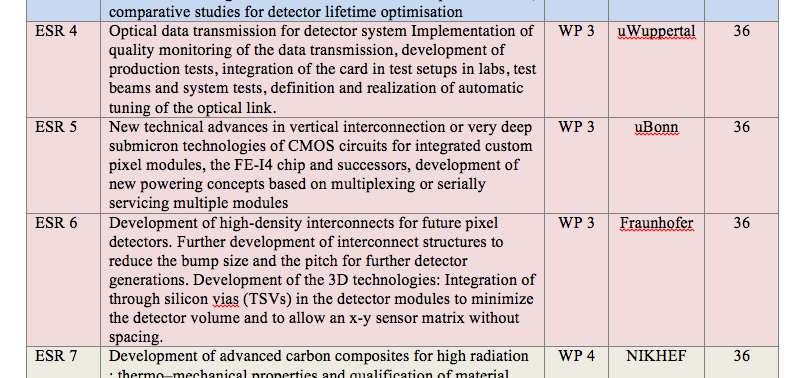 comparative studies for detector lifetime optimisation
ESR 4 Optical data transmission for detector system Implementation of WP 3 uWuppertal 36
quality monitoring of the data transmission, development of
production tests, integration of the card in test setups in labs, test
beams and system tests, definition and realization of automatic
tuning of the optical link.
ESR 5 New technical advances in vertical interconnection or very deep WP 3 uBonn 36
submicron technologies of CMOS circuits for integrated custom
pixel modules, the FE-I4 chip and successors, development of
new powering concepts based on multiplexing or serially
servicing multiple modules
ESR 6 Development of high-density interconnects for future pixel WP 3 Fraunhofer 36
detectors. Further development of interconnect structures to
reduce the bump size and the pitch for further detector
generations. Development of the 3D technologies: Integration of
through silicon vias (TSVs) in the detector modules to minimize
the detector volume and to allow an x-y sensor matrix without
spacing.
ESR 7 Development of advanced carbon composites for high radiation WP 4 NIKHEF 36
: thermo–mechanical properties and qualification of material